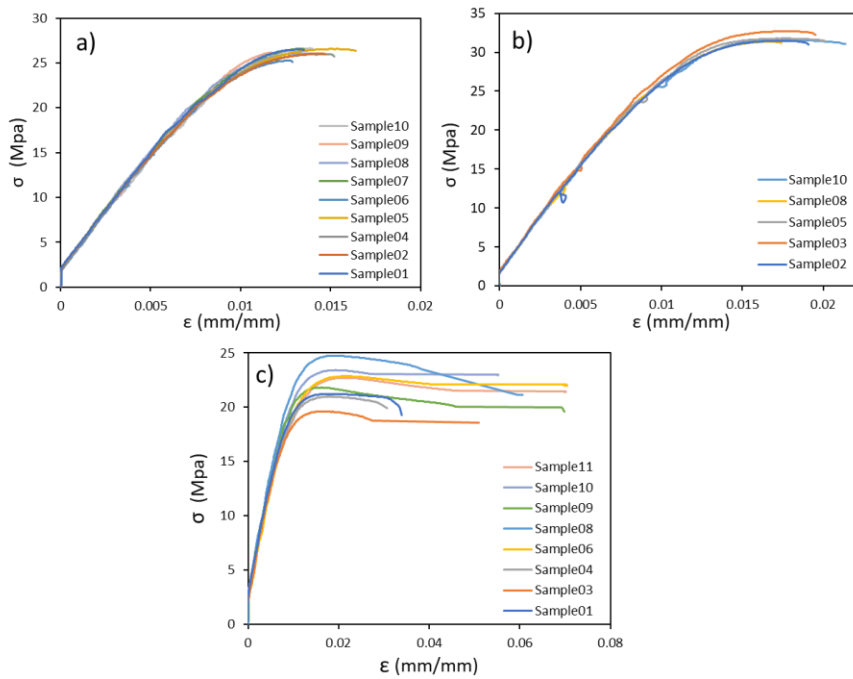 a)
σ (Mpa)
30
25
20
15
10
5
0
0
0.005
0.01
0.015
0.02
ε (mm/mm)
Sample10
Sample09
Sample08
Sample07
Sample06
Sample05
Sample04
Sample02
Sample01
b)
σ (Mpa)
35
30
25
20
15
10
5
0
0
0.005
0.01
0.015
0.02
ε (mm/mm)
Sample10
Sample08
Sample05
Sample03
Sample02
c)
σ (Mpa)
25
20
15
10
5
0
0
0.02
0.04
0.06
0.08
ε (mm/mm)
Sample11
Sample10
Sample09
Sample08
Sample06
Sample04
Sample03
Sample01